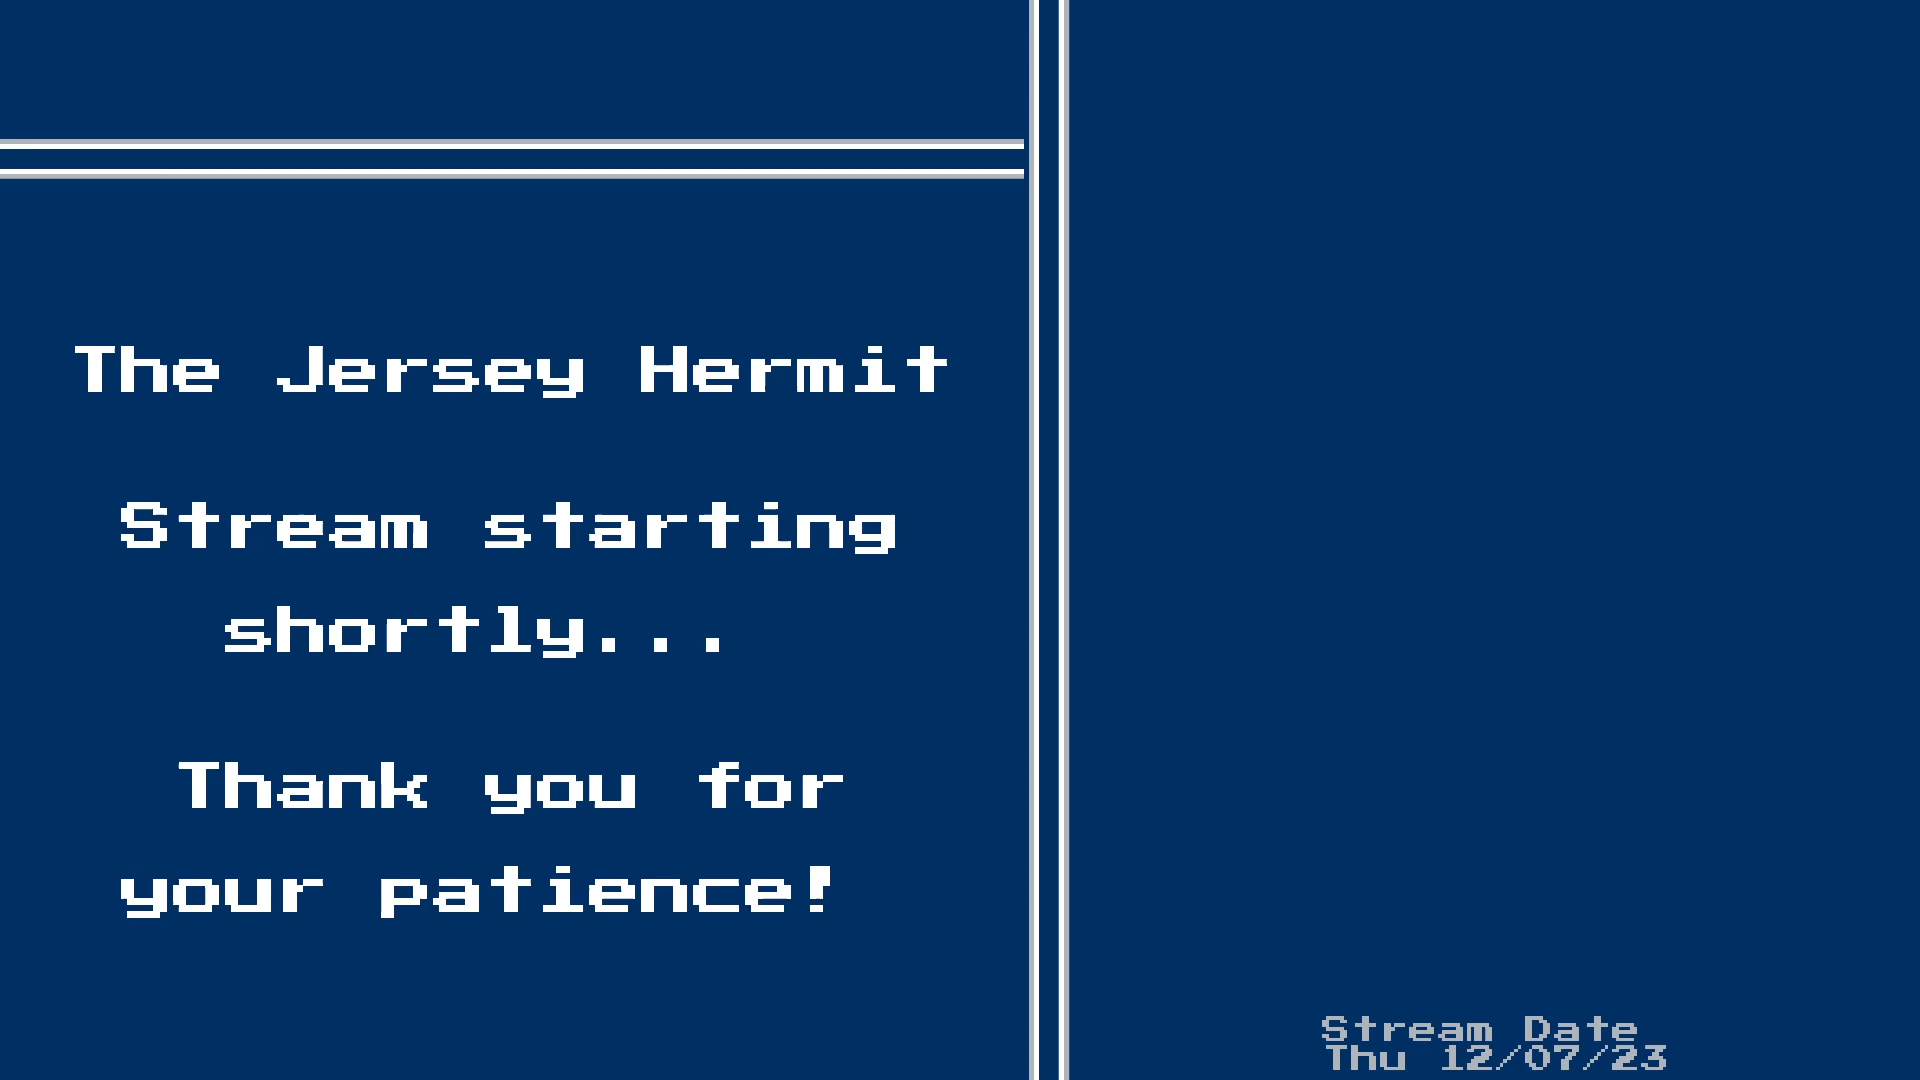 The Jersey Hermit
Stream starting
shortly...
Thank you for
your patience!
Stream Date
Thu 12/07/23